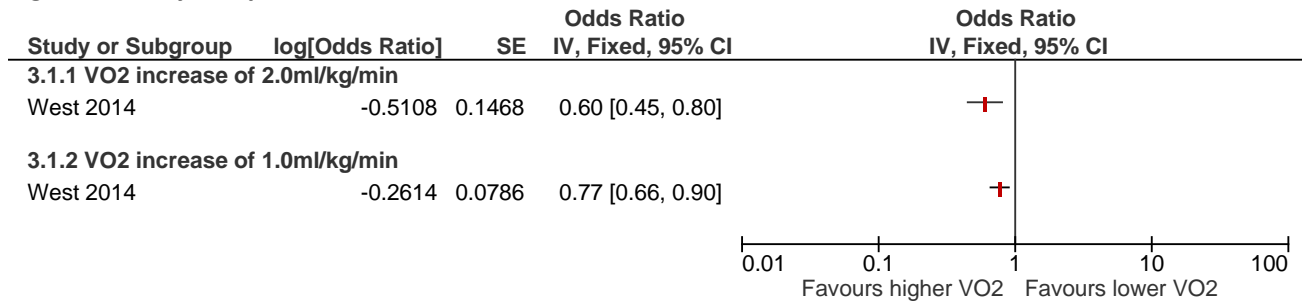 Odds Ratio Odds Ratio
Study or Subgroup log[Odds Ratio] SE IV, Fixed, 95% CI IV, Fixed, 95% CI
3.1.1 VO2 increase of 2.0ml/kg/min
West 2014 -0.5108 0.1468 0.60 [0.45, 0.80]
3.1.2 VO2 increase of 1.0ml/kg/min
West 2014 -0.2614 0.0786 0.77 [0.66, 0.90]
0.01 0.1 1 10 100
Favours higher VO2 Favours lower VO2